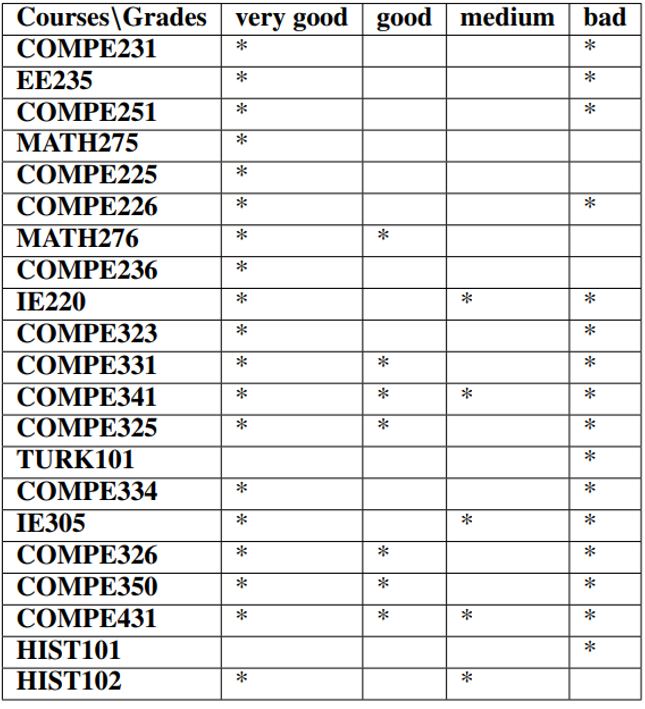 Courses\Grades very good good medium bad
COMPE231 * *
EE235 * *
COMPE251 * *
MATH275 *
COMPE225 *
COMPE226 * *
MATH276 * *
COMPE236 *
IE220 * * *
COMPE323 * *
COMPE331 * * *
COMPE341 * * * *
COMPE325 * * *
TURK101 *
COMPE334 * *
IE305 * * *
COMPE326 * * *
COMPE350 * * *
COMPE431 * * * *
HIST101 *
HIST102 * *